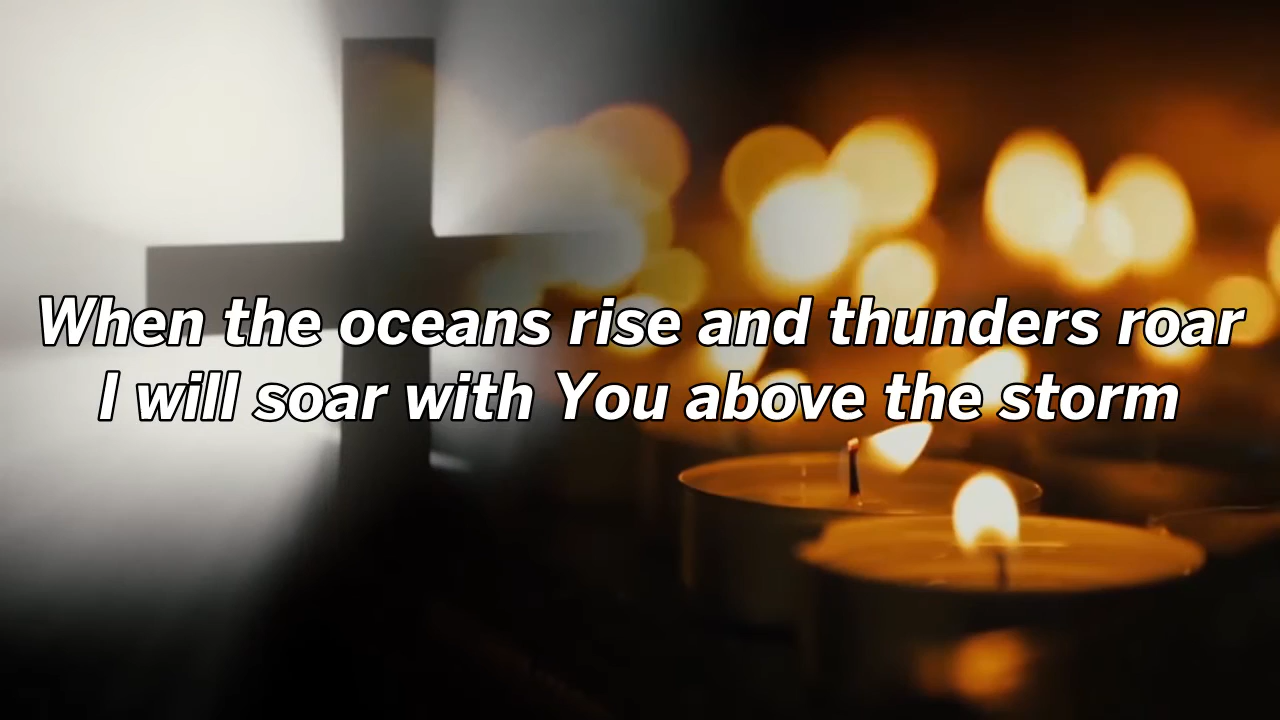 When the oceans rise and thunders roar
I will soar with You above the storm